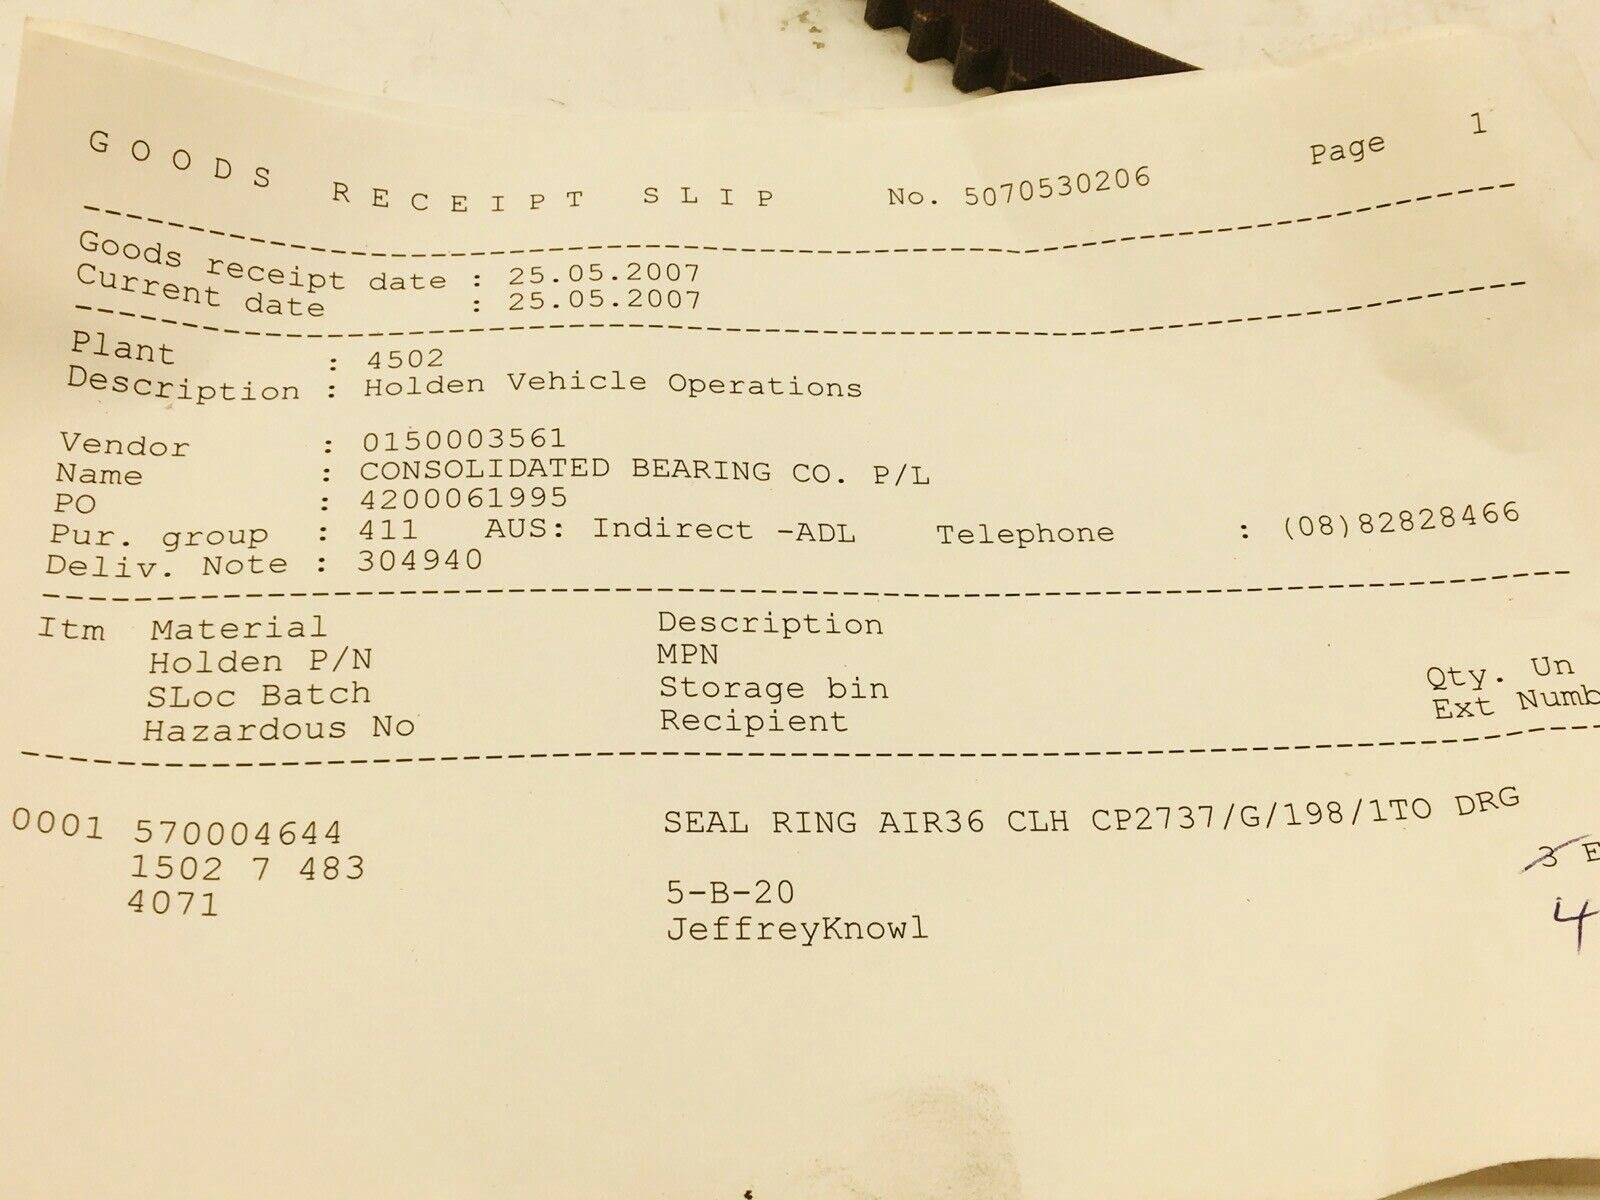 GOODS RECEIPT SLIP No. 5070530206 Page 1
Goods receipt date : 25.05.2007
Current date : 25.05.2007
Plant : 4502
Description : Holden Vehicle Operations
Vendor : 0150003561
Name : CONSOLIDATED BEARING CO. P/L
PO : 4200061995
Pur. group : 411 AUS: Indirect -ADL Telephone : (08)82828466
Deliv. Note : 304940
Itm Material Description
Holden P/N MPN
SLoc Batch Storage bin Qty. Un
Hazardous No Recipient Ext Numb
0001 570004644 SEAL RING AIR36 CLH CP2737/G/198/1TO DRG
1502 7 483 3 E
4071 5-B-20
JeffreyKnowl
4